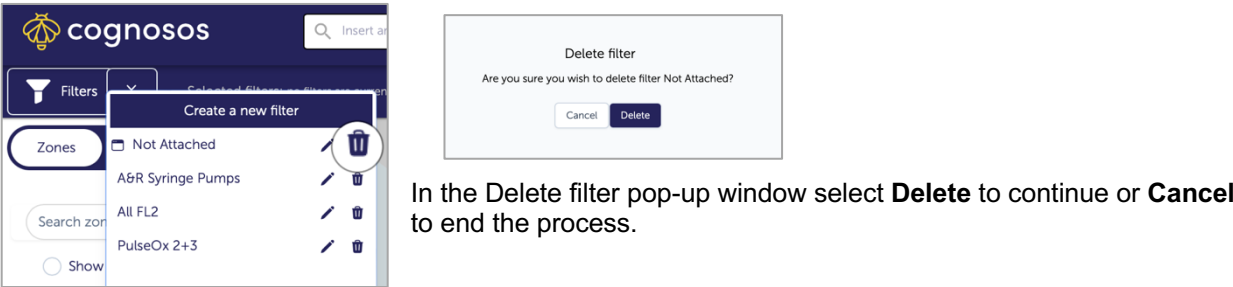 cognosos
Insert an
Filters
Selected filters: no filters are curren
Create a new filter
Zones
Not Attached
A&R Syringe Pumps
Search zon
All FL2
PulseOx 2+3
Show
Delete filter
Are you sure you wish to delete filter Not Attached?
Cancel Delete
In the Delete filter pop-up window select Delete to continue or Cancel
to end the process.